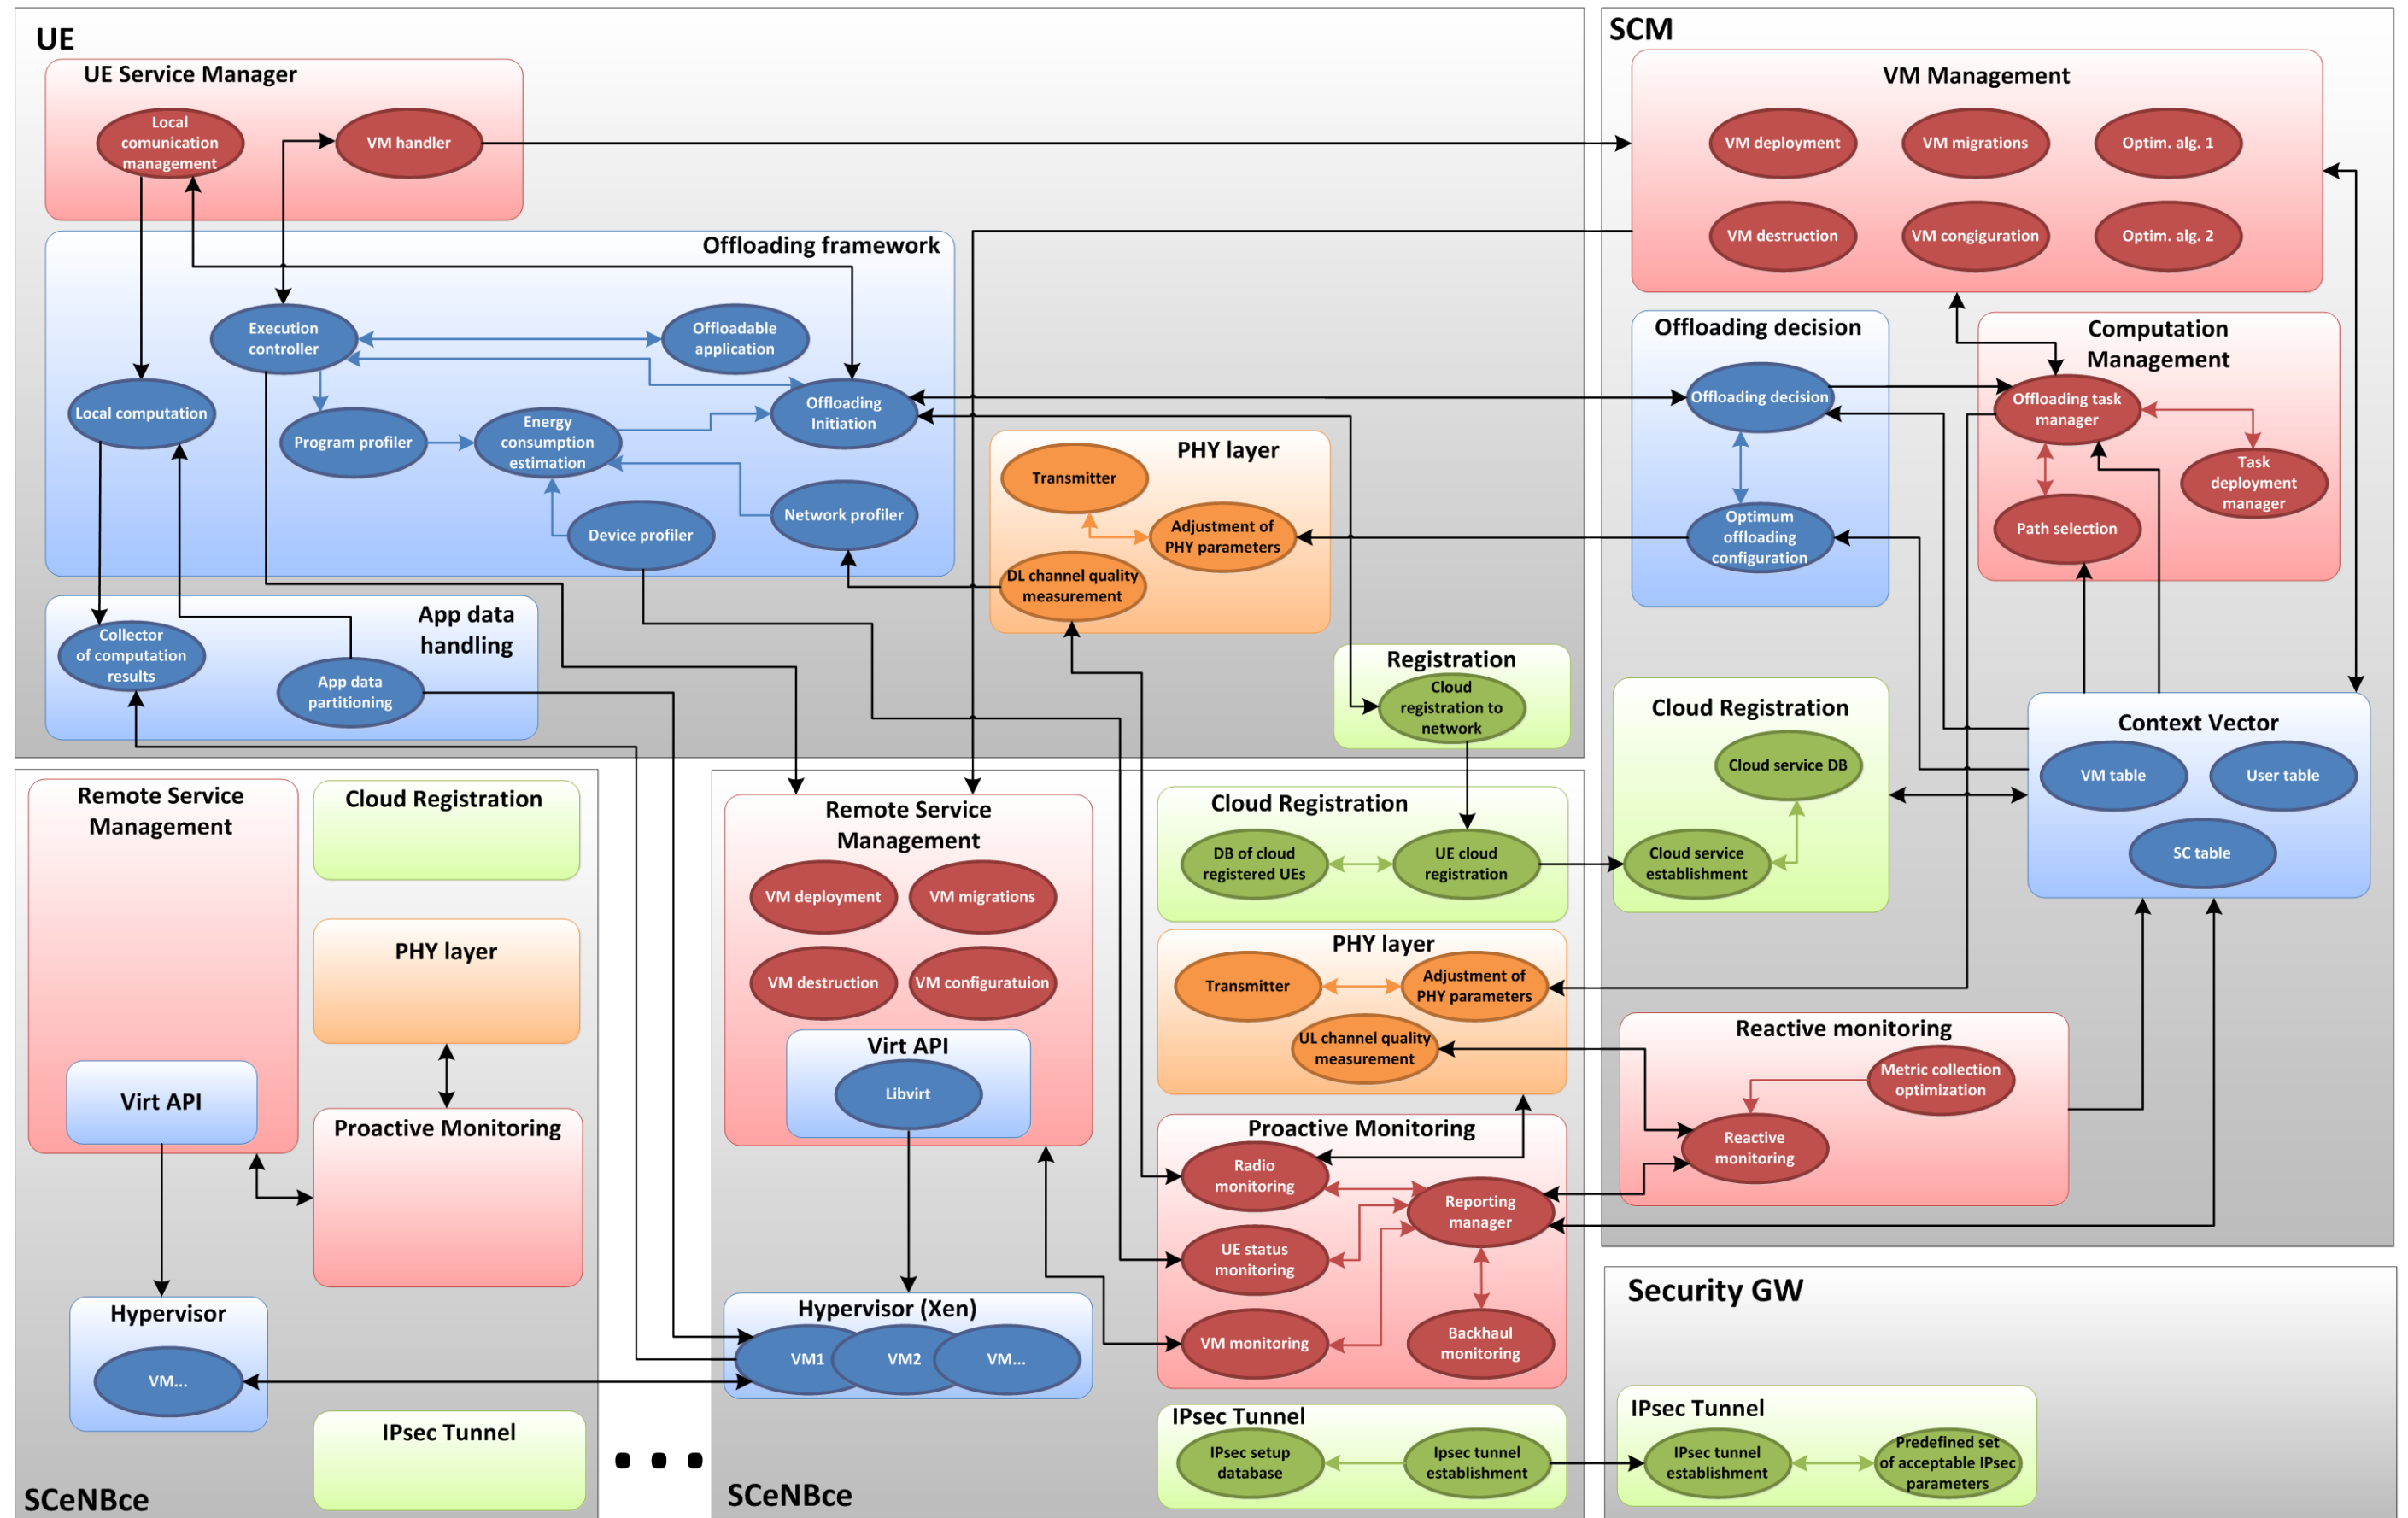 UE
UE Service Manager
Local
comunication
management
VM handler
Offloading framework
Execution
controller
Offloadable
application
Local computation
Program profiler
Energy
consumption
estimation
Offloading
Initiation
Device profiler
Network profiler
App data
handling
Collector
of computation
results
App data
partitioning
PHY layer
Transmitter
Adjustment of
PHY parameters
DL channel quality
measurement
Registration
Cloud
registration to
network
SCM
VM Management
VM deployment
VM migrations
Optim. alg. 1
VM destruction
VM congiguration
Optim. alg. 2
Offloading decision
Offloading decision
Optimum
offloading
configuration
Computation
Management
Offloading task
manager
Task
deployment
manager
Path selection
Cloud Registration
Cloud service DB
Cloud service
establishment
Context Vector
VM table
User table
SC table
Reactive monitoring
Metric collection
optimization
Reactive
monitoring
Remote Service
Management
Virt API
Cloud Registration
PHY layer
Proactive Monitoring
Hypervisor
VM...
IPsec Tunnel
SCeNBce
Remote Service
Management
VM deployment
VM migrations
VM destruction
VM configuratuion
Virt API
Libvirt
Hypervisor (Xen)
VM1
VM2
VM...
SCeNBce
Cloud Registration
DB of cloud
registered UEs
UE cloud
registration
PHY layer
Transmitter
Adjustment of
PHY parameters
UL channel quality
measurement
Proactive Monitoring
Radio
monitoring
Reporting
manager
UE status
monitoring
VM monitoring
Backhaul
monitoring
IPsec Tunnel
IPsec setup
database
Ipsec tunnel
establishment
Security GW
IPsec Tunnel
IPsec tunnel
establishment
Predefined set
of acceptable IPsec
parameters